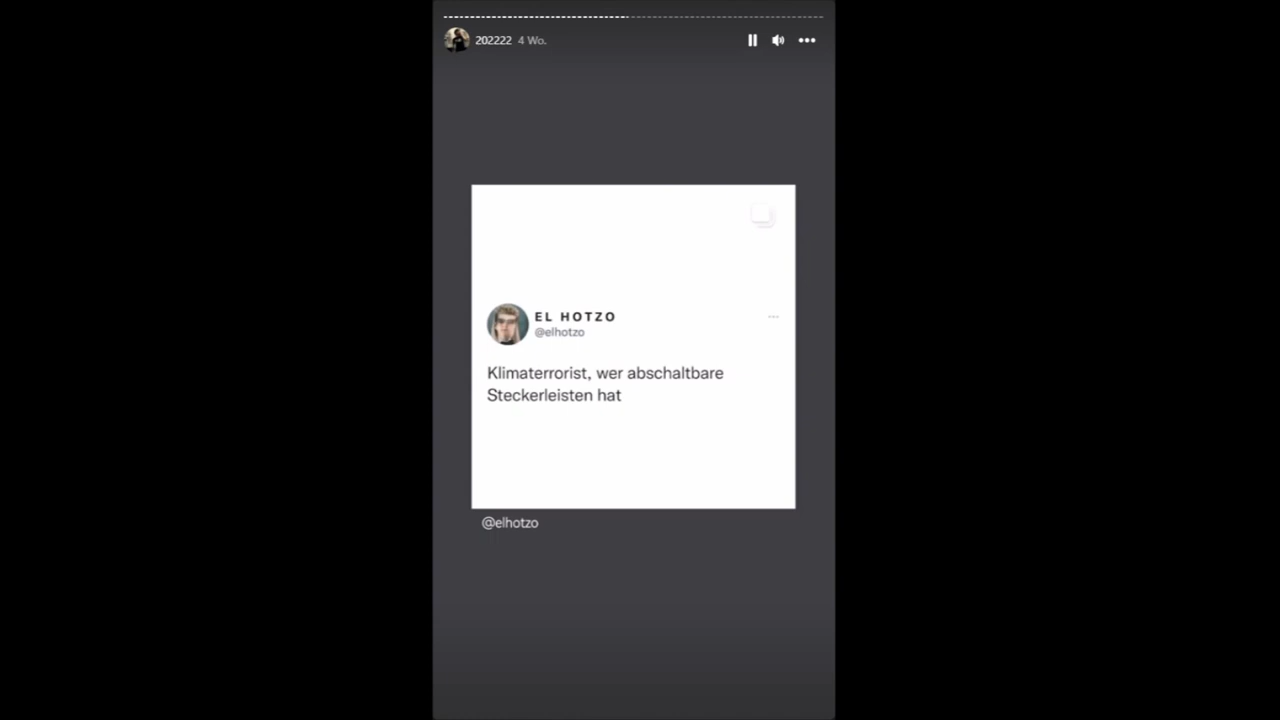 202222 4 Wo.
EL HOTZO
@elhotzo
Klimaterrorist, wer abschaltbare
Steckerleisten hat
@elhotzo